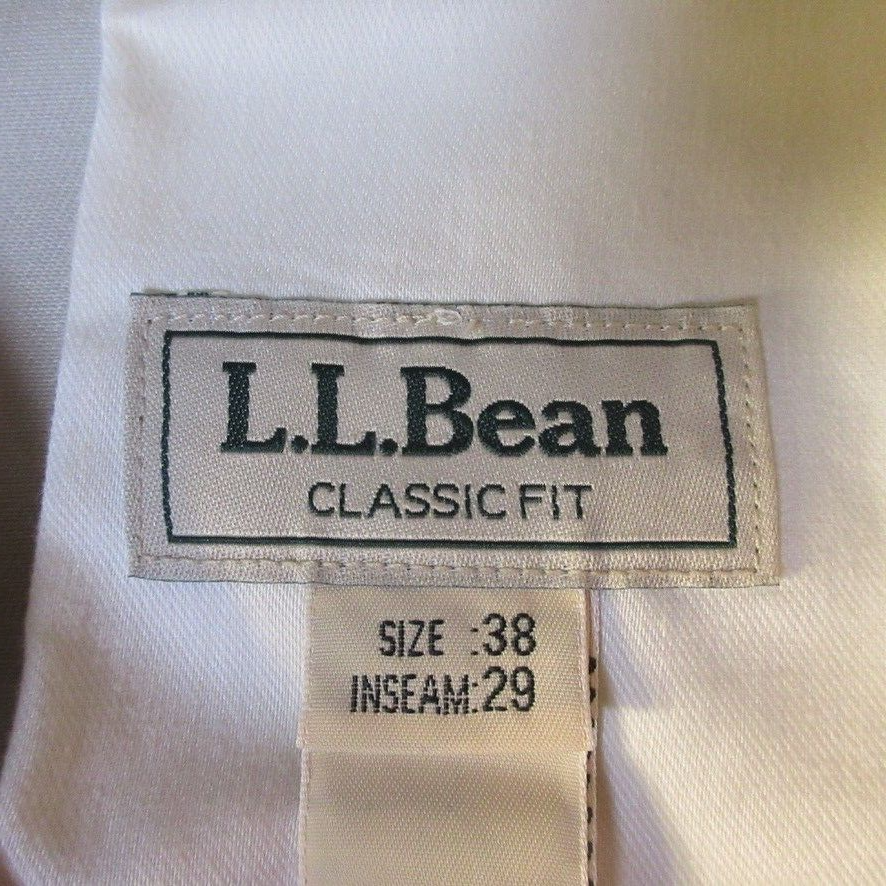 L.L.Bean
CLASSIC FIT
SIZE :38
INSEAM:29